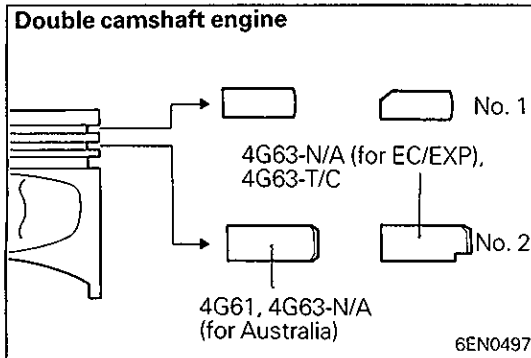 Double camshaft engine
No. 1
4G63-N/A (for EC/EXP),
4G63-T/C
No. 2
4G61, 4G63-N/A
(for Australia)
6EN0497